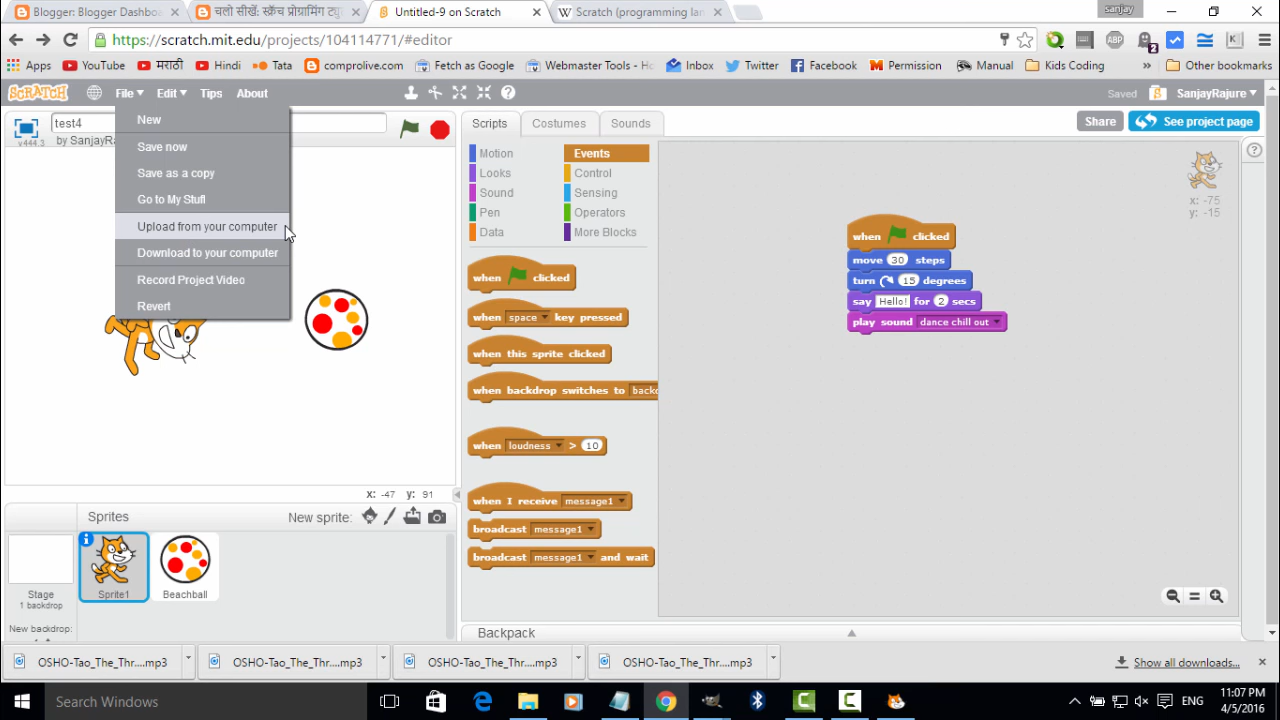 Blogger: Blogger Dashbo
चलो सीखें: स्क्रॅच प्रोग्रामिंग ट्यु
Untitled-9 on Scratch
Scratch (programming lan
sanjay
https://scratch.mit.edu/projects/104114771/#editor
ABP
2
Apps
YouTube
मराठी
Hindi
Tata
comprolive.com
Fetch as Google
Webmaster Tools - Ho
Inbox
Twitter
Facebook
Permission
Manual
Kids Coding
»
Other bookmarks
SCRATCH
File
Edit
Tips
About
Saved
SanjayRajure
test4
by SanjayRa
v444.3
New
Save now
Save as a copy
Go to My Stuff
Upload from your computer
Download to your computer
Record Project Video
Revert
Scripts
Costumes
Sounds
Share
See project page
Motion
Events
Looks
Control
Sound
Sensing
Pen
Operators
Data
More Blocks
when clicked
when space key pressed
when this sprite clicked
when backdrop switches to backd
when loudness > 10
when I receive message1
broadcast message1
broadcast message1 and wait
when clicked
move 30 steps
turn 15 degrees
say Hello! for 2 secs
play sound dance chill out
x: -75
y: -15
x: -47 y: 91
Sprites
New sprite:
Stage
1 backdrop
New backdrop:
Sprite1
Beachball
Backpack
OSHO-Tao_The_Thr....mp3
OSHO-Tao_The_Thr....mp3
OSHO-Tao_The_Thr....mp3
OSHO-Tao_The_Thr....mp3
Show all downloads...
Search Windows
ENG
11:07 PM
4/5/2016